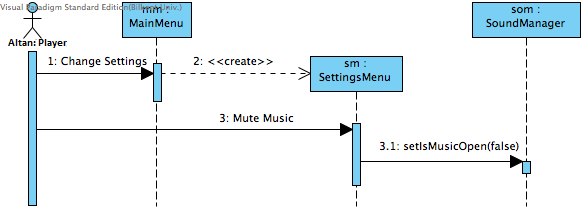 Visual Paradigm Standard Edition(Bilkent Univ.)
mm :
MainMenu
som :
SoundManager
Altan: Player
1: Change Settings
2: <<create>>
sm :
SettingsMenu
3: Mute Music
3.1: setIsMusicOpen(false)